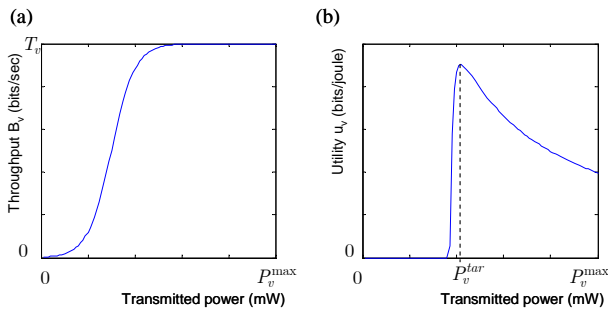 (a)
T_v
Throughput B_v (bits/sec)
0
0
P_v^max
Transmitted power (mW)
(b)
Utility u_v (bits/joule)
0
0
P_v^tar
P_v^max
Transmitted power (mW)